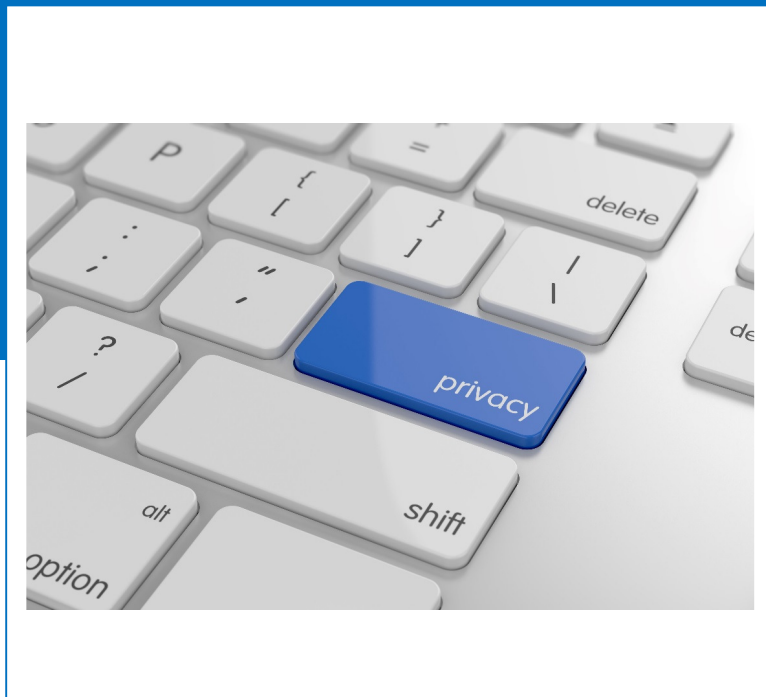 P
{
[
+
=
delete
:
;
"
'
}
]
|
\
?
/
privacy
shift
alt
option
de